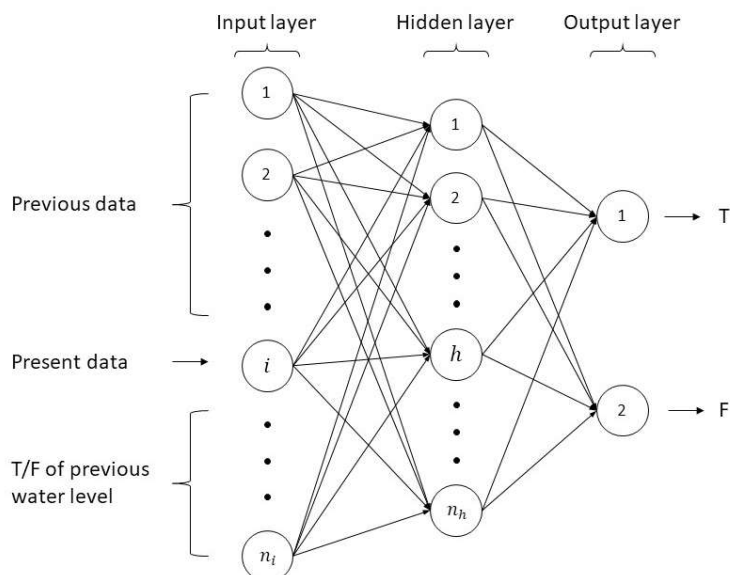 Input layer
Hidden layer
Output layer
Previous data
Present data
T/F of previous
water level
1
2
i
n_i
1
2
h
n_h
1
2
T
F